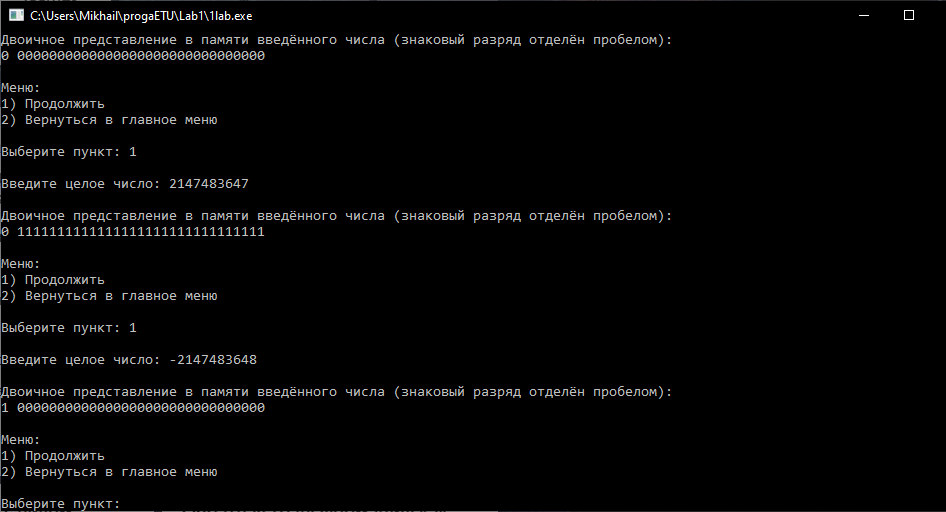 C:\Users\Mikhail\progaETU\Lab1\1lab.exe
Двоичное представление в памяти введённого числа (знаковый разряд отделён пробелом):
0 0000000000000000000000000000000

Меню:
1) Продолжить
2) Вернуться в главное меню

Выберите пункт: 1

Введите целое число: 2147483647

Двоичное представление в памяти введённого числа (знаковый разряд отделён пробелом):
0 1111111111111111111111111111111

Меню:
1) Продолжить
2) Вернуться в главное меню

Выберите пункт: 1

Введите целое число: -2147483648

Двоичное представление в памяти введённого числа (знаковый разряд отделён пробелом):
1 0000000000000000000000000000000

Меню:
1) Продолжить
2) Вернуться в главное меню

Выберите пункт: